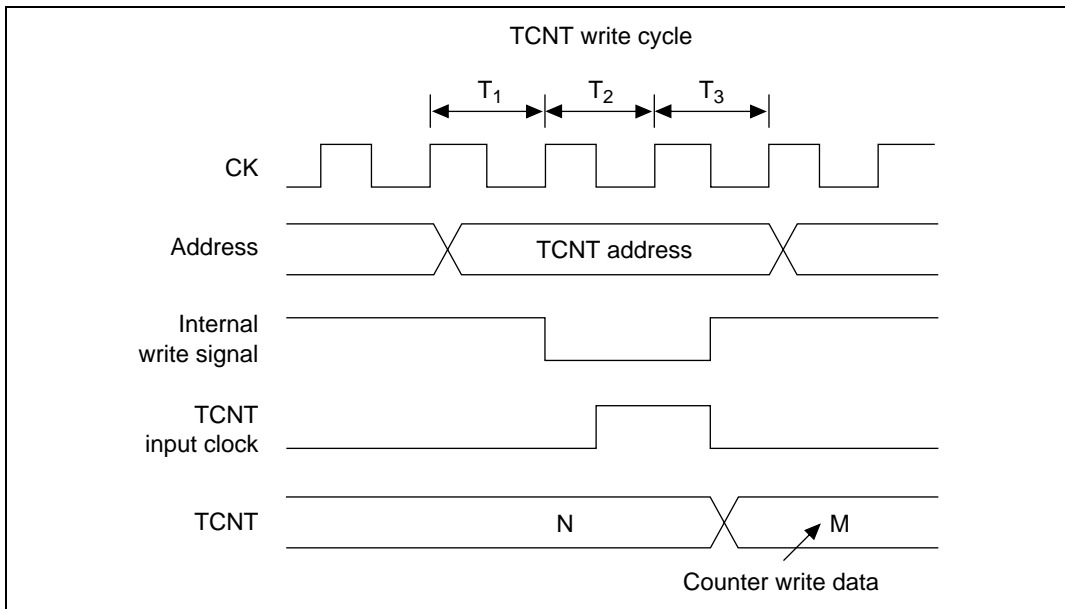 TCNT write cycle
T1 T2 T3
CK
Address
TCNT address
Internal
write signal
TCNT
input clock
TCNT
N
M
Counter write data